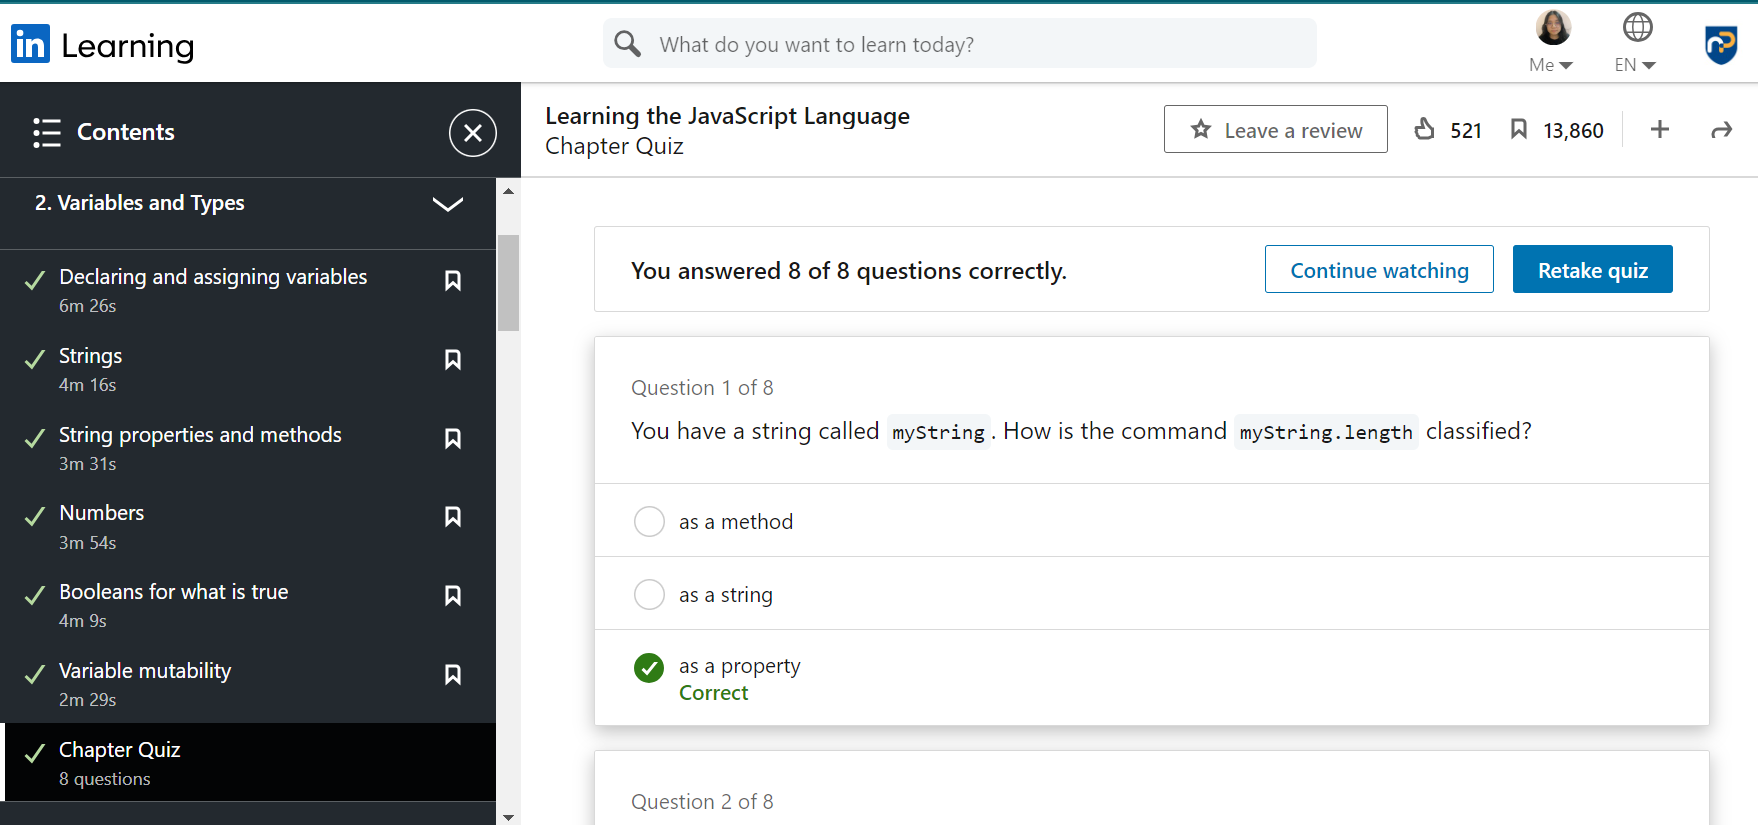 in Learning
What do you want to learn today?
Me
EN
Contents
Learning the JavaScript Language
Chapter Quiz
Leave a review
521
13,860
2. Variables and Types
Declaring and assigning variables
6m 26s
Strings
4m 16s
String properties and methods
3m 31s
Numbers
3m 54s
Booleans for what is true
4m 9s
Variable mutability
2m 29s
Chapter Quiz
8 questions
You answered 8 of 8 questions correctly.
Continue watching
Retake quiz
Question 1 of 8
You have a string called myString. How is the command myString.length classified?
as a method
as a string
as a property
Correct
Question 2 of 8